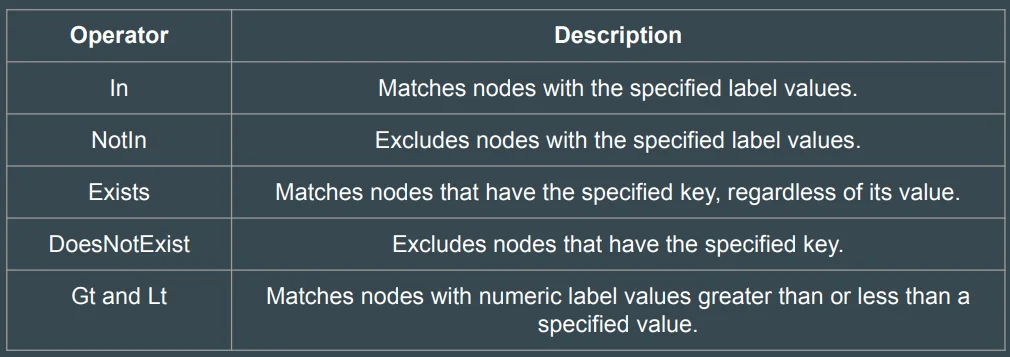 Operator Description
In Matches nodes with the specified label values.
NotIn Excludes nodes with the specified label values.
Exists Matches nodes that have the specified key, regardless of its value.
DoesNotExist Excludes nodes that have the specified key.
Gt and Lt Matches nodes with numeric label values greater than or less than a
specified value.